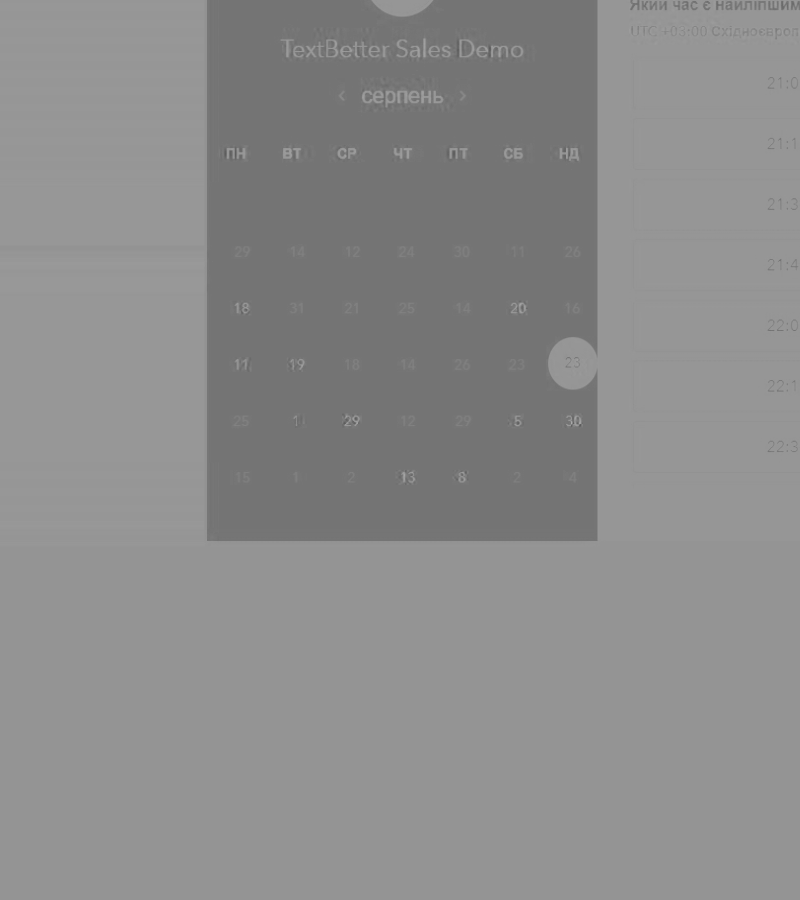 TextBetter Sales Demo
‹ серпень ›
ПН ВТ СР ЧТ ПТ СБ НД
29 14 12 24 30 11 26
18 31 21 25 14 20 16
11 19 18 14 26 23 23
25 1 29 12 29 5 30
15 1 2 13 8 2 4
Який час є найліпшим
UTC +03:00 Східноєвроп
21:0
21:1
21:3
21:4
22:0
22:1
22:3